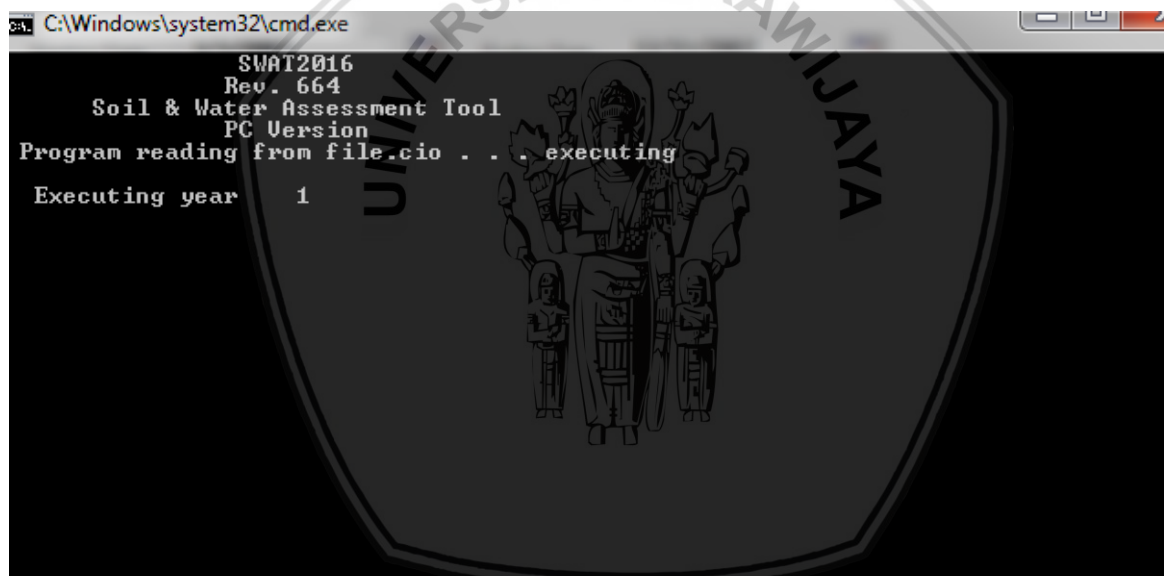 C:\Windows\system32\cmd.exe
SWAT2016
Rev. 664
Soil & Water Assessment Tool
PC Version
Program reading from file.cio . . . executing
Executing year 1